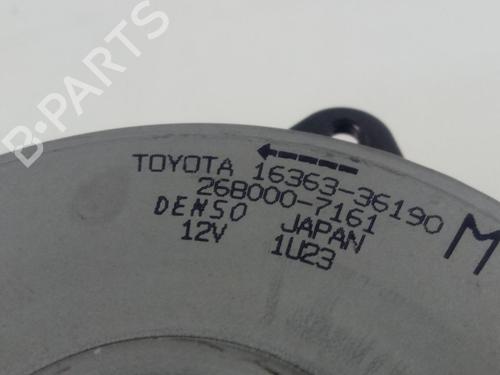 TOYOTA 16363-36190
268000-7161
DENSO JAPAN
12V 1U23
M
B-PARTS